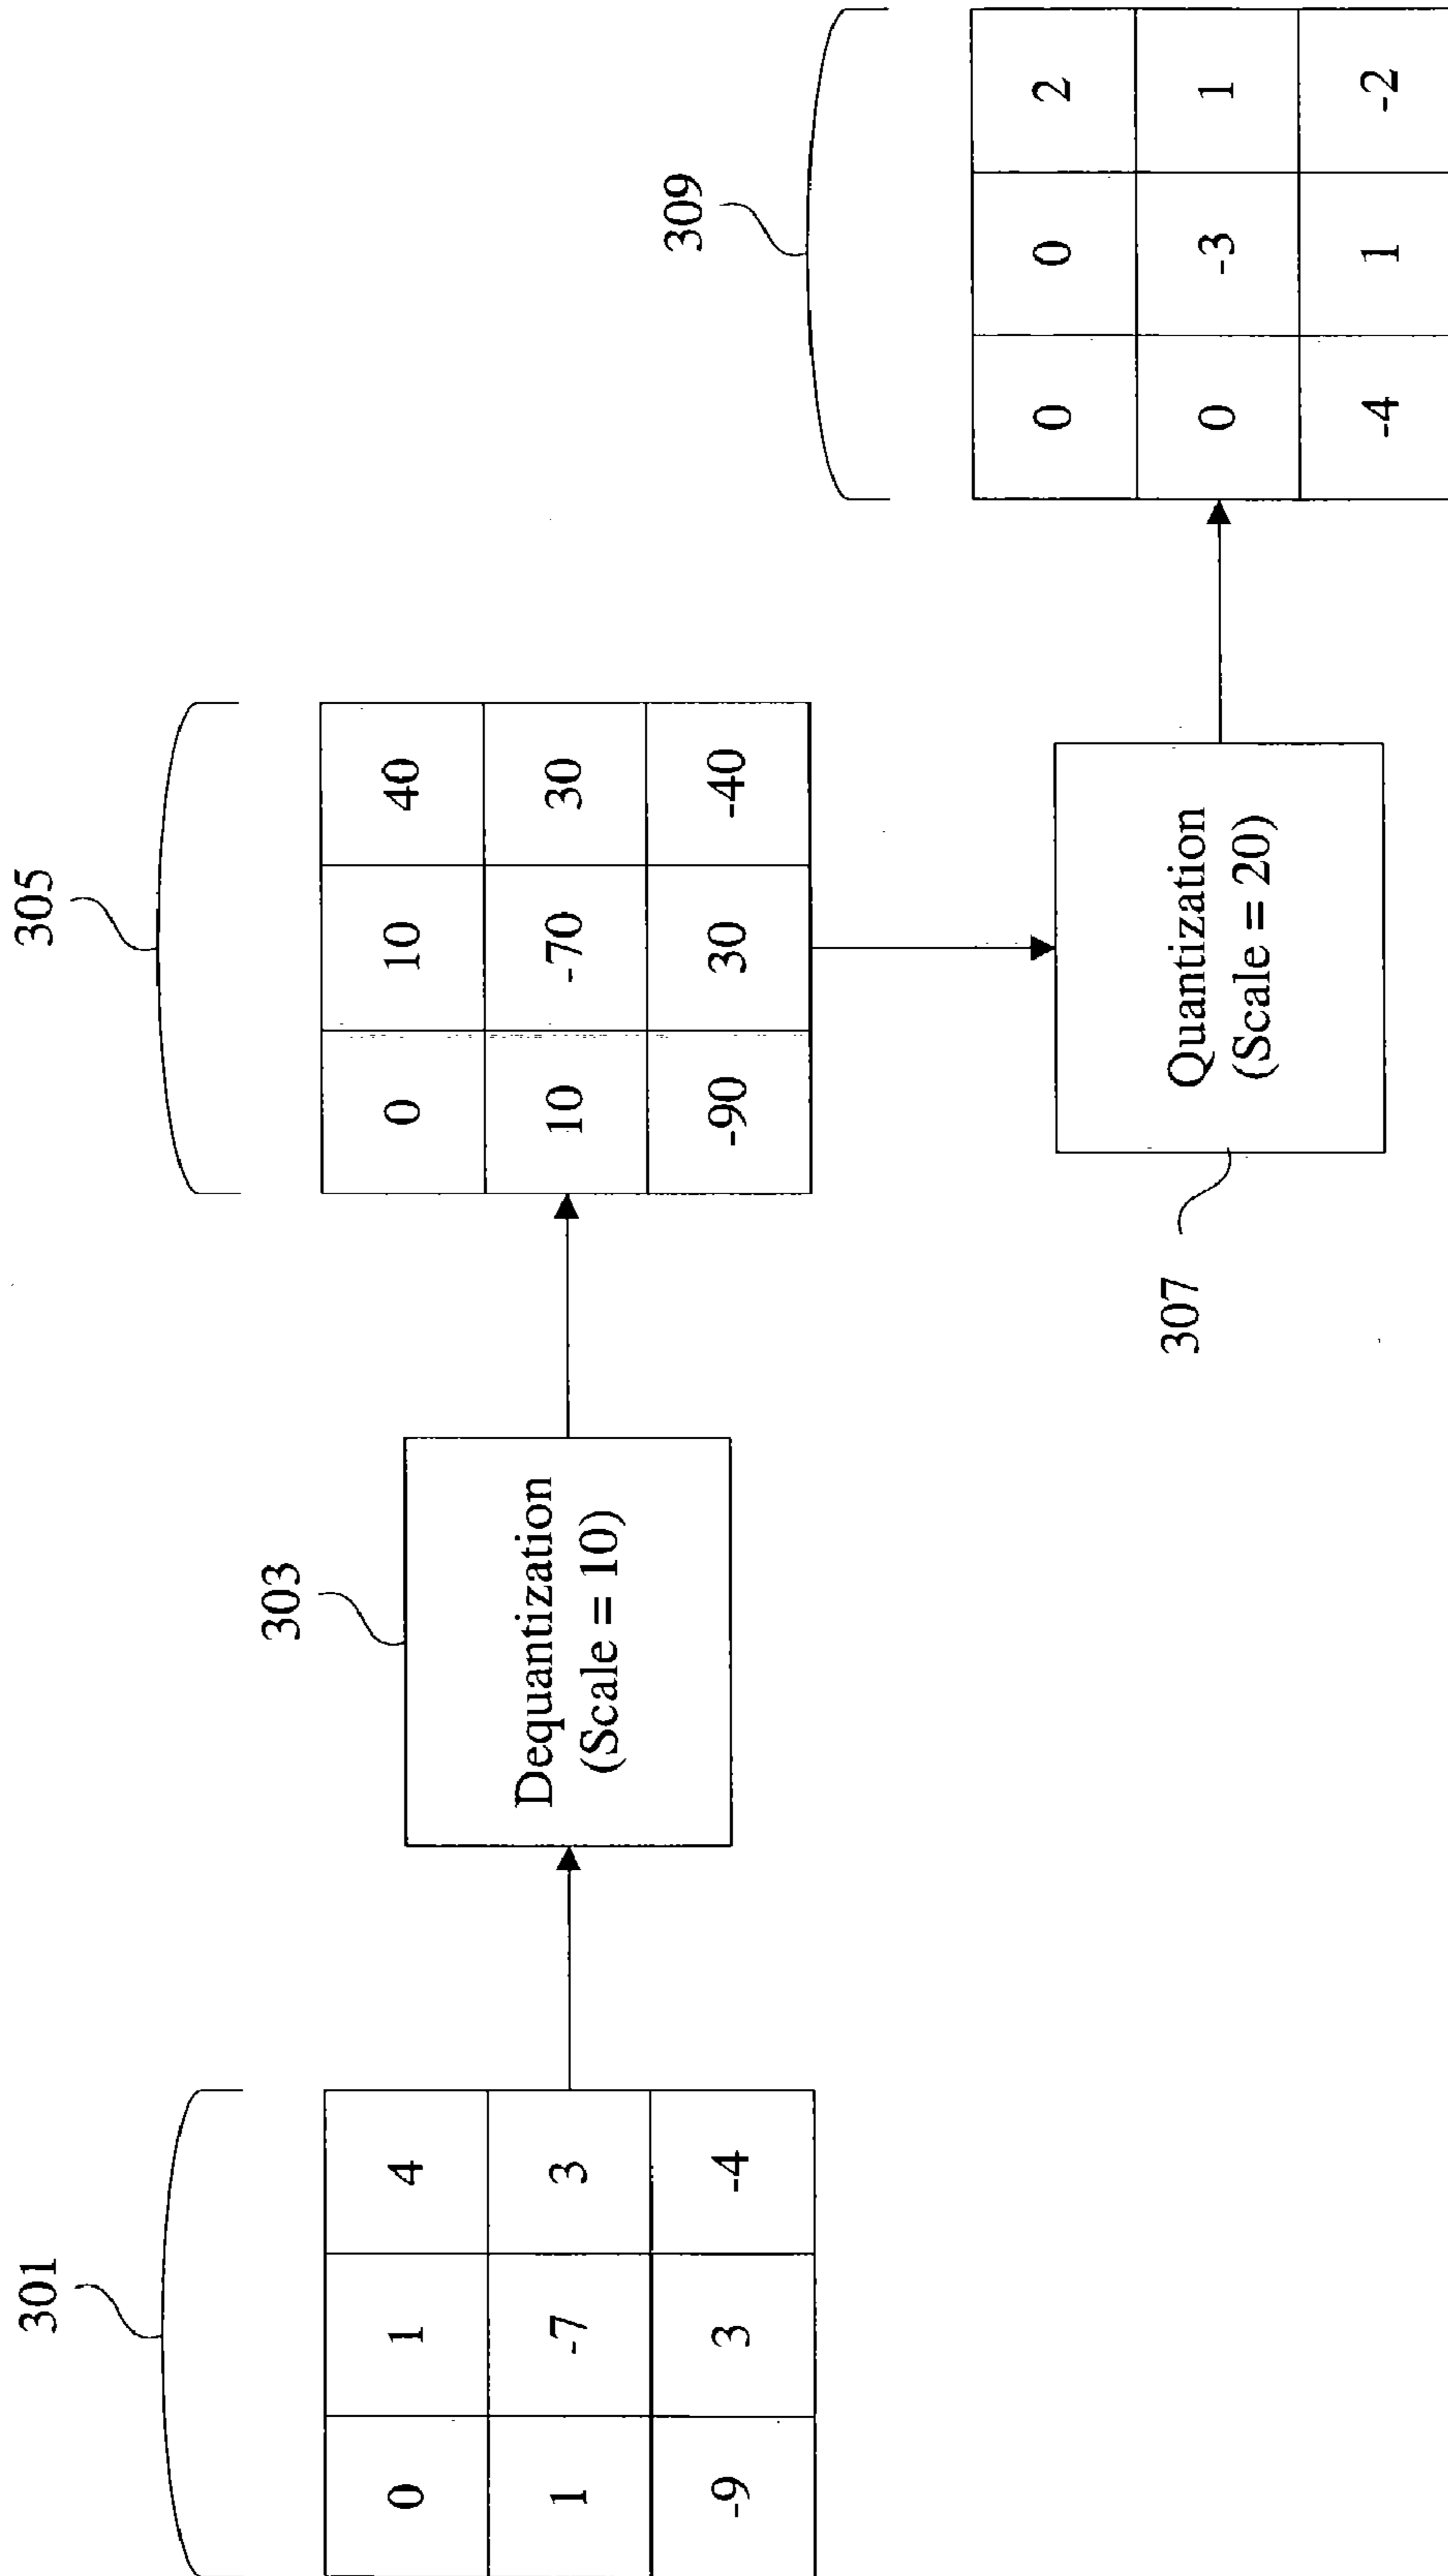 301
0 1 4
1 -7 3
-9 3 -4
303
Dequantization
(Scale = 10)
305
0 10 40
10 -70 30
-90 30 -40
307
Quantization
(Scale = 20)
309
0 0 2
0 -3 1
-4 1 -2